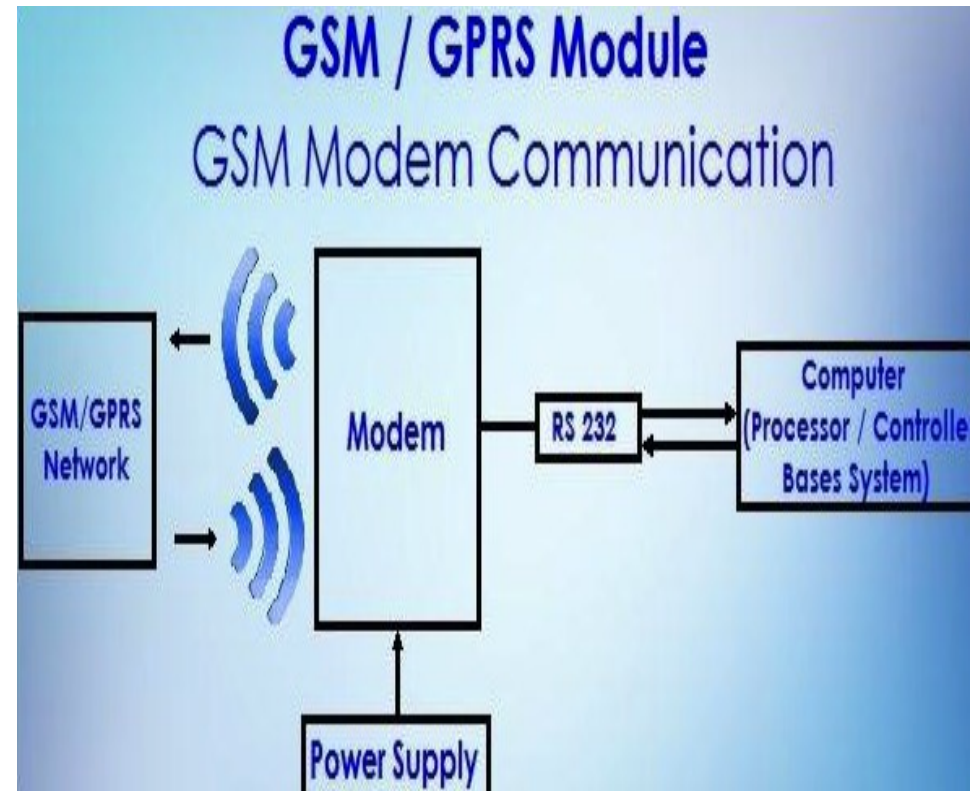 GSM / GPRS Module
GSM Modem Communication
GSM/GPRS
Network
Modem
RS 232
Computer
(Processor / Controlle
Bases System)
Power Supply